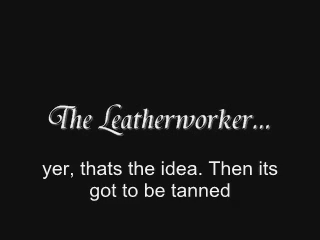 The Leatherworker...
yer, thats the idea. Then its
got to be tanned